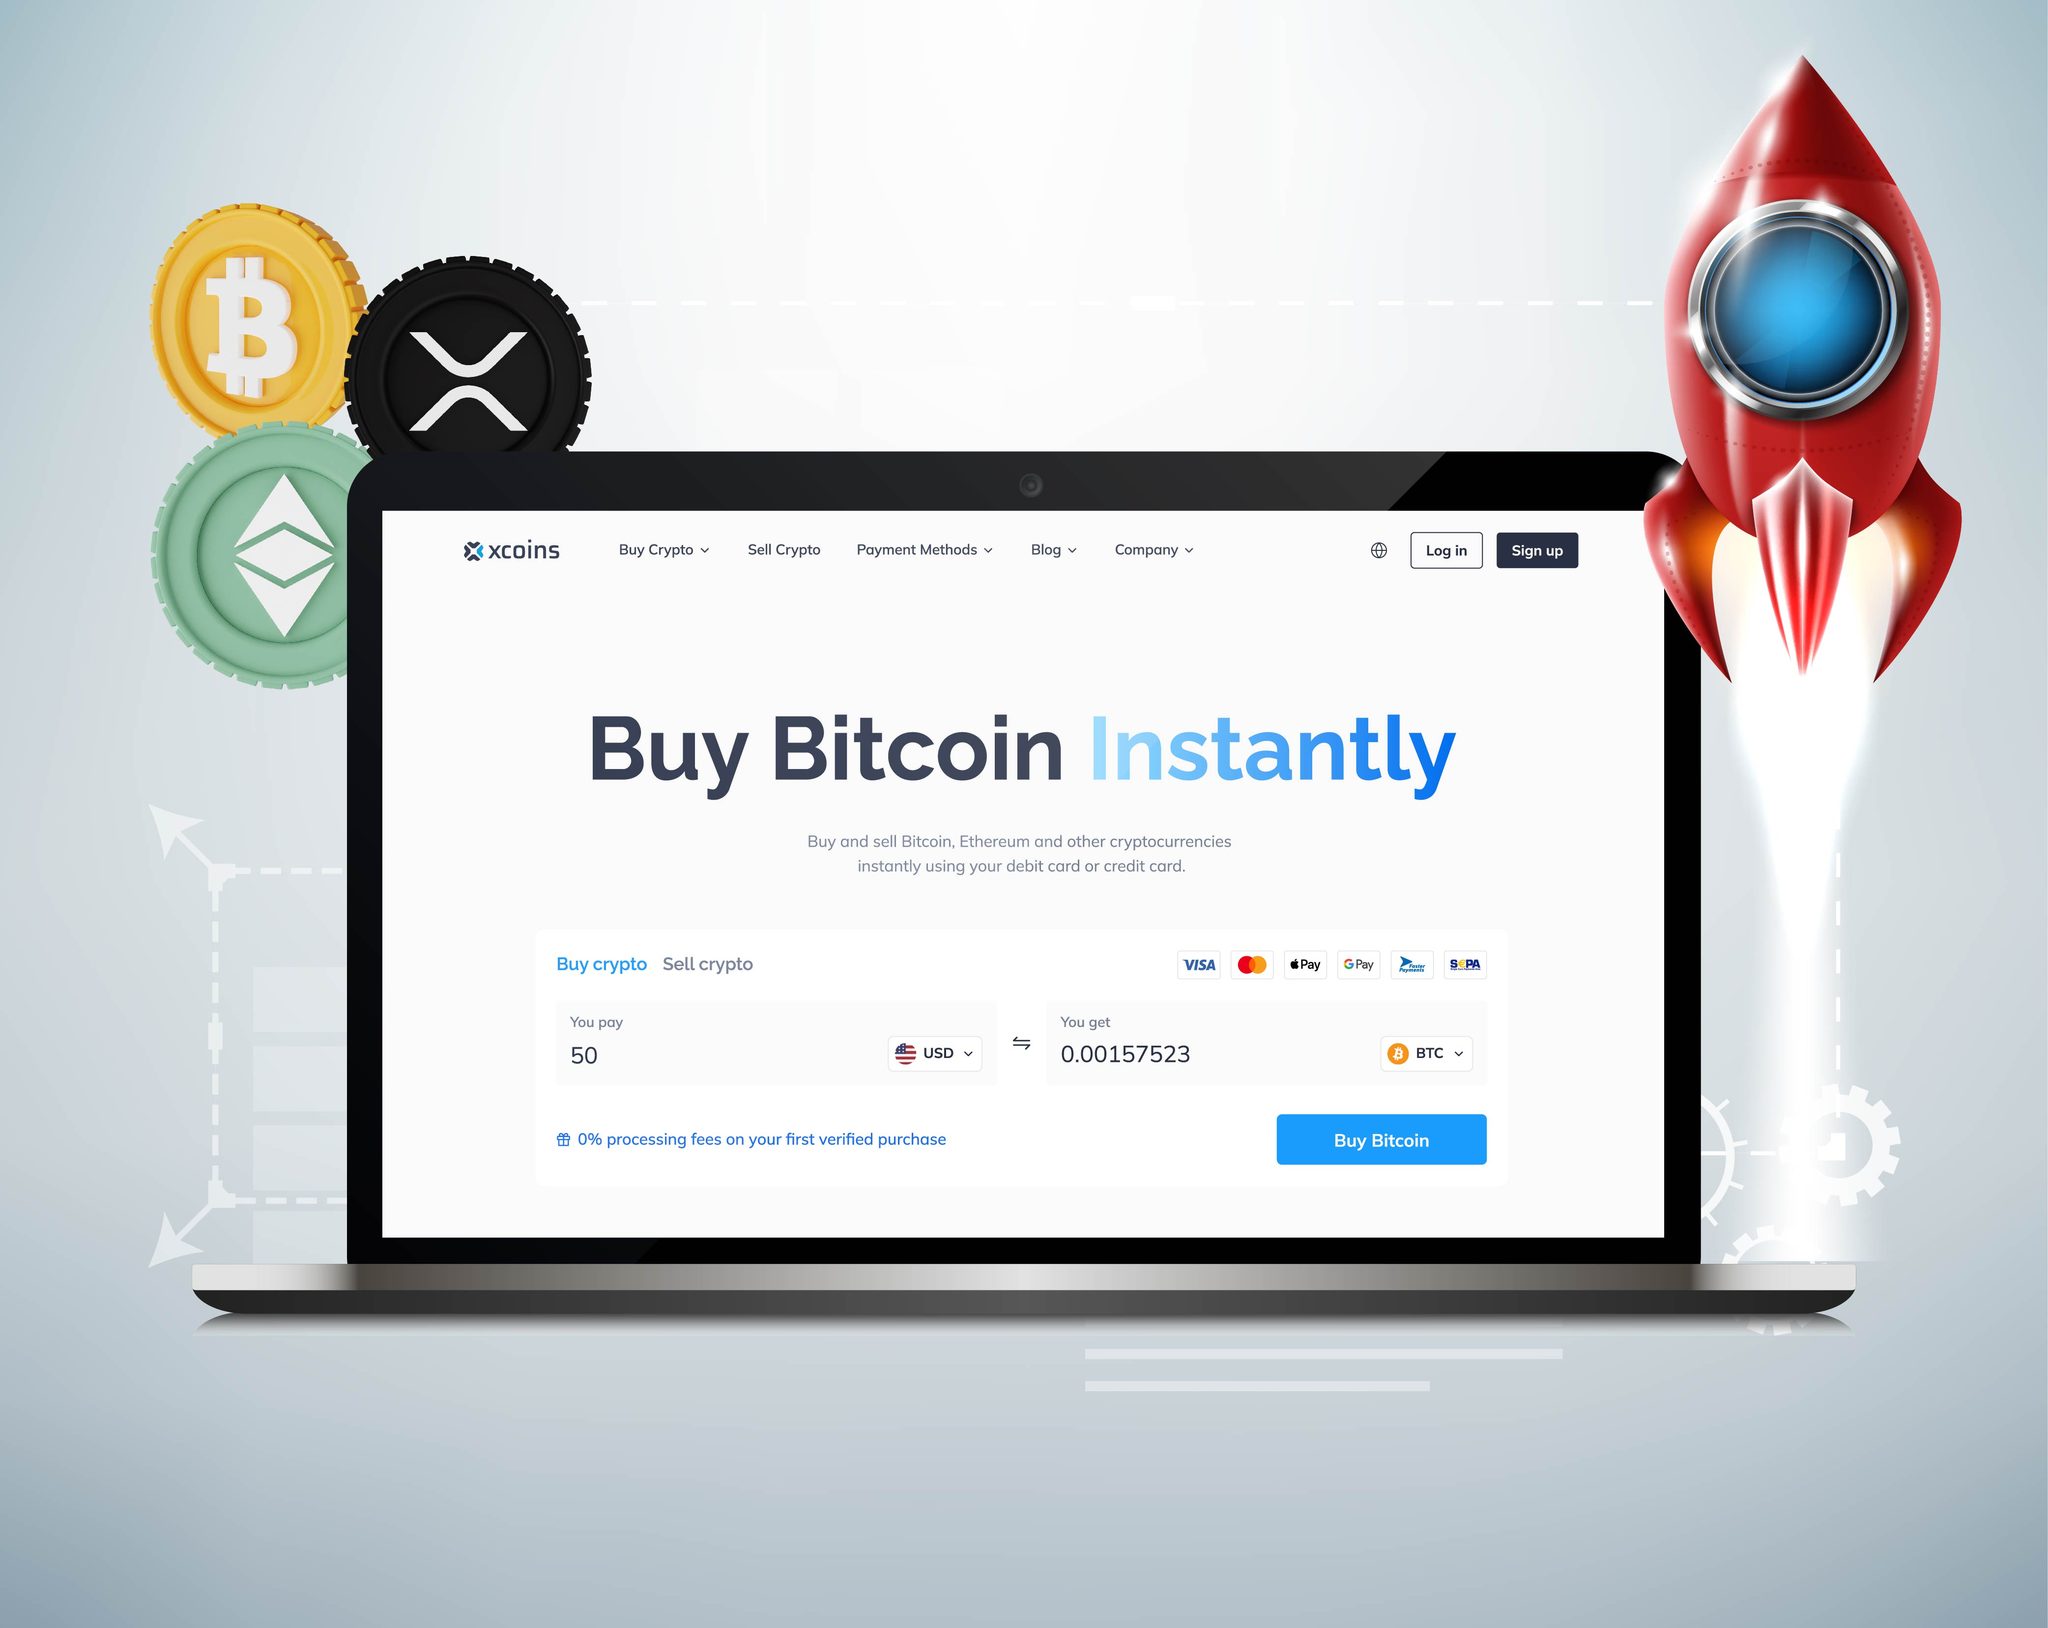 xcoins Buy Crypto Sell Crypto Payment Methods Blog Company Log in Sign up
Buy Bitcoin Instantly
Buy and sell Bitcoin, Ethereum and other cryptocurrencies
instantly using your debit card or credit card.
Buy crypto Sell crypto VISA Pay G Pay Faster Payments SEPA
You pay
50 USD
You get
0.00157523 BTC
0% processing fees on your first verified purchase
Buy Bitcoin